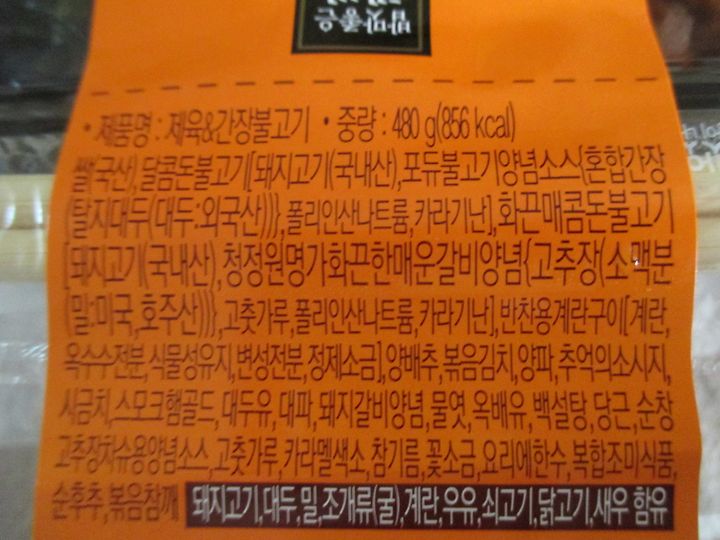 밥맛좋은
• 제품명 : 제육&간장불고기 • 중량 : 480 g(856 kcal)
쌀(국산),달콤돈불고기[돼지고기(국내산),포듀불고기양념소스{혼합간장
(탈지대두(대두:외국산))},폴리인산나트륨,카라기난],화끈매콤돈불고기
[돼지고기(국내산),청정원명가화끈한매운갈비양념{고추장(소맥분
(밀:미국,호주산))},고춧가루,폴리인산나트륨,카라기난],반찬용계란구이[계란,
옥수수전분,식물성유지,변성전분,정제소금],양배추,볶음김치,양파,추억의소시지,
시금치,스모크햄골드,대두유,대파,돼지갈비양념,물엿,옥배유,백설탕,당근,순창
고추장차슈용양념소스,고춧가루,카라멜색소,참기름,꽃소금,요리에한수,복합조미식품,
순후추,볶음참깨 돼지고기,대두,밀,조개류(굴),계란,우유,쇠고기,닭고기,새우 함유